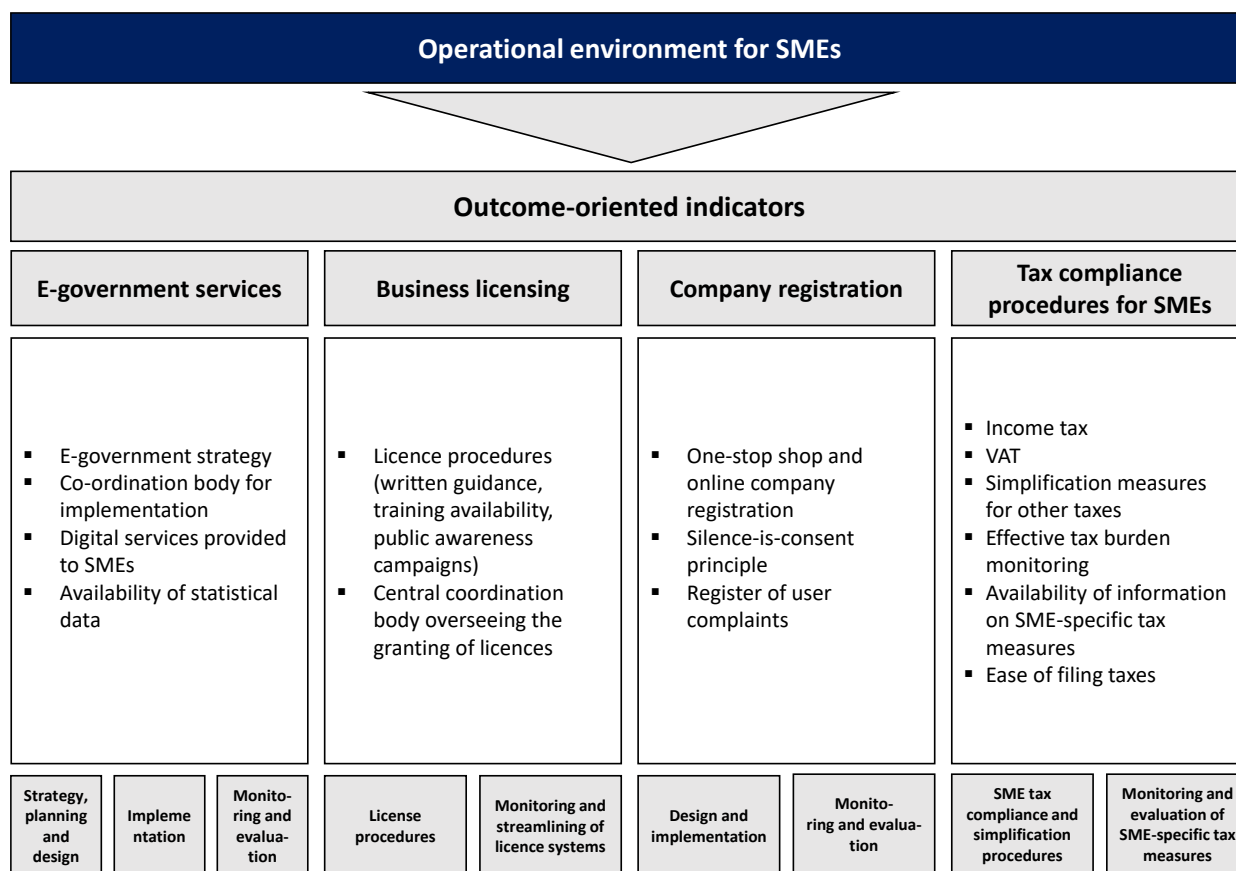 Operational environment for SMEs
Outcome-oriented indicators
E-government services
Business licensing
Company registration
Tax compliance
procedures for SMEs
▪ E-government strategy
▪ Co-ordination body for
implementation
▪ Digital services provided
to SMEs
▪ Availability of statistical
data
▪ Licence procedures
(written guidance,
training availability,
public awareness
campaigns)
▪ Central coordination
body overseeing the
granting of licences
▪ One-stop shop and
online company
registration
▪ Silence-is-consent
principle
▪ Register of user
complaints
▪ Income tax
▪ VAT
▪ Simplification measures
for other taxes
▪ Effective tax burden
monitoring
▪ Availability of information
on SME-specific tax
measures
▪ Ease of filing taxes
Strategy,
planning
and
design
Impleme
ntation
Monito-
ring and
evalua-
tion
License
procedures
Monitoring and
streamlining of
licence systems
Design and
implementation
Monito-
ring and evalua-
tion
SME tax
compliance and
simplification
procedures
Monitoring and
evaluation of
SME-specific tax
measures